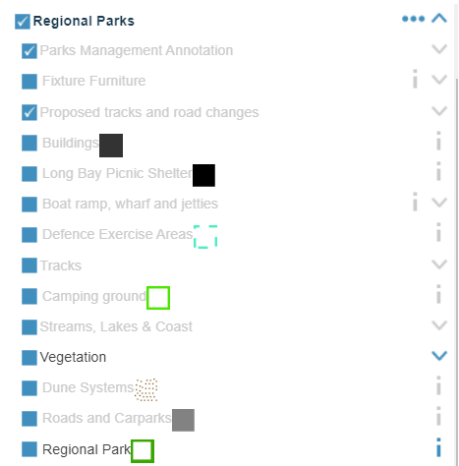 Regional Parks
Parks Management Annotation
Fixture Furniture
Proposed tracks and road changes
Buildings
Long Bay Picnic Shelter
Boat ramp, wharf and jetties
Defence Exercise Areas
Tracks
Camping ground
Streams, Lakes & Coast
Vegetation
Dune Systems
Roads and Carparks
Regional Park